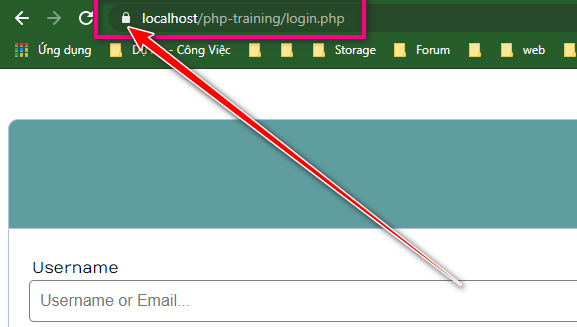 localhost/php-training/login.php
Ứng dụng
- Công Việc
Storage
Forum
web
Username
Username or Email...